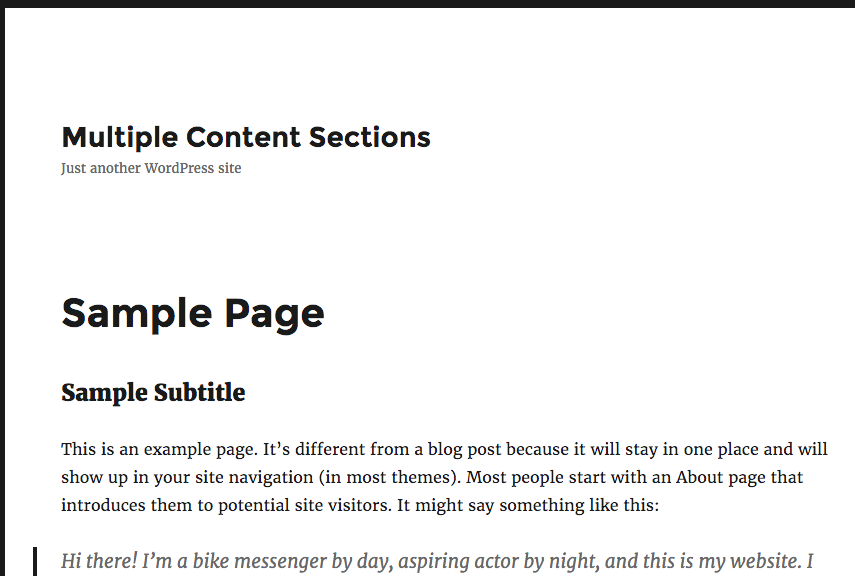 Multiple Content Sections
Just another WordPress site
Sample Page
Sample Subtitle
This is an example page. It’s different from a blog post because it will stay in one place and will
show up in your site navigation (in most themes). Most people start with an About page that
introduces them to potential site visitors. It might say something like this:
Hi there! I’m a bike messenger by day, aspiring actor by night, and this is my website. I